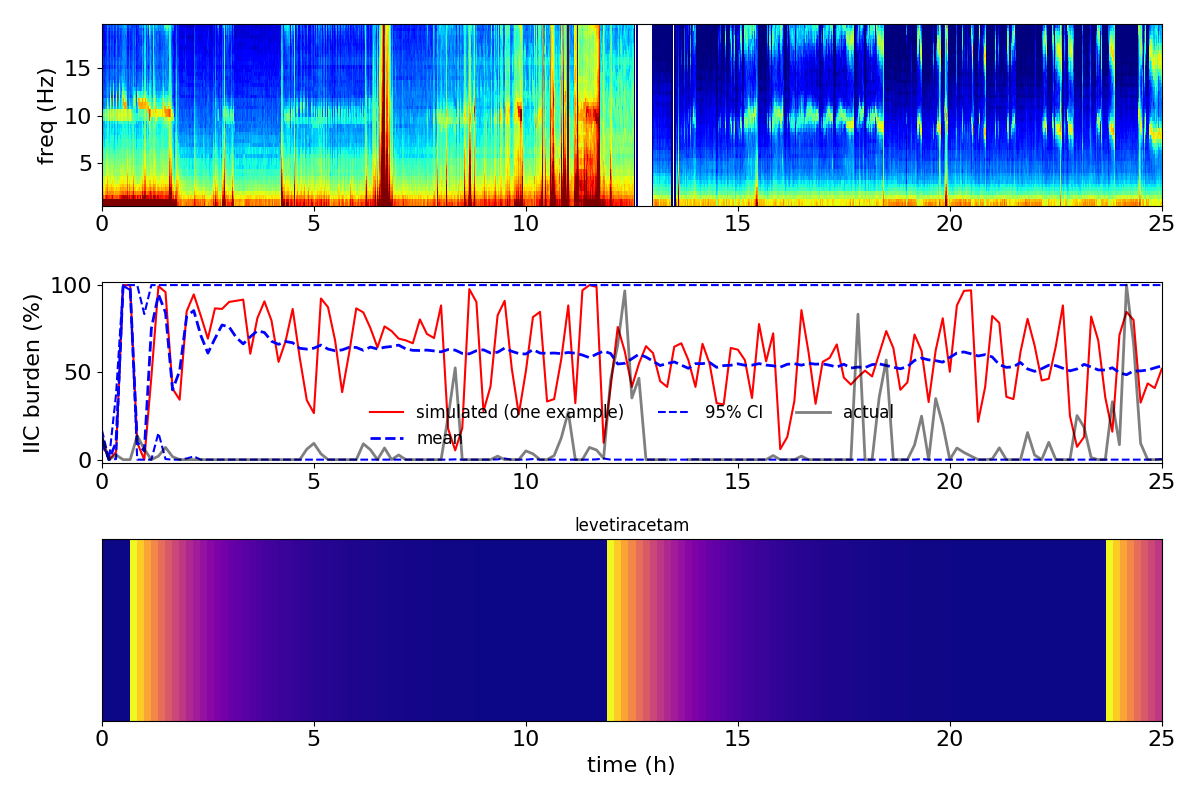 freq (Hz)
15
10
5
0 5 10 15 20 25
IIC burden (%)
100
50
0
simulated (one example) 95% CI actual
mean
0 5 10 15 20 25
levetiracetam
0 5 10 15 20 25
time (h)